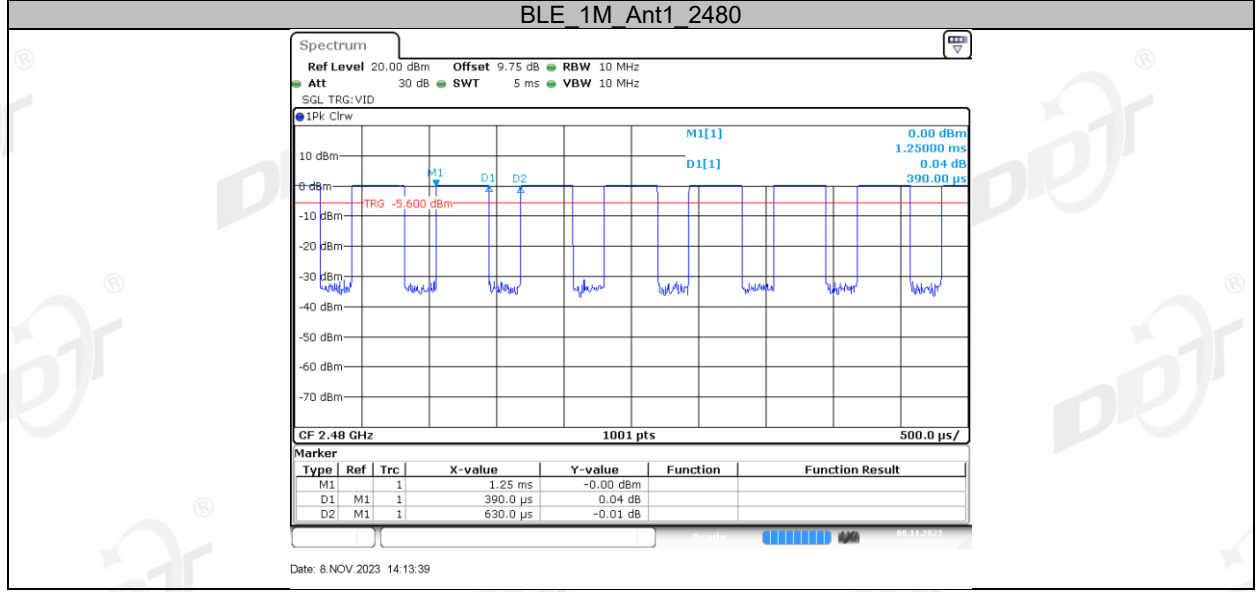 BLE_1M_Ant1_2480
Spectrum
Ref Level 20.00 dBm Offset 9.75 dB RBW 10 MHz
Att 30 dB SWT 5 ms VBW 10 MHz
SGL TRG:VID
1Pk Clrw
M1[1] 0.00 dBm
1.25000 ms
10 dBm
D1[1] 0.04 dB
390.00 µs
M1 D1 D2
0 dBm
TRG -5.600 dBm
-10 dBm
-20 dBm
-30 dBm
-40 dBm
-50 dBm
-60 dBm
-70 dBm
CF 2.48 GHz 1001 pts 500.0 µs/
Marker
Type Ref Trc X-value Y-value Function Function Result
M1 1 1.25 ms -0.00 dBm
D1 M1 1 390.0 µs 0.04 dB
D2 M1 1 630.0 µs -0.01 dB
Ready 08.11.2023
Date: 8.NOV.2023 14:13:39
DDT ®